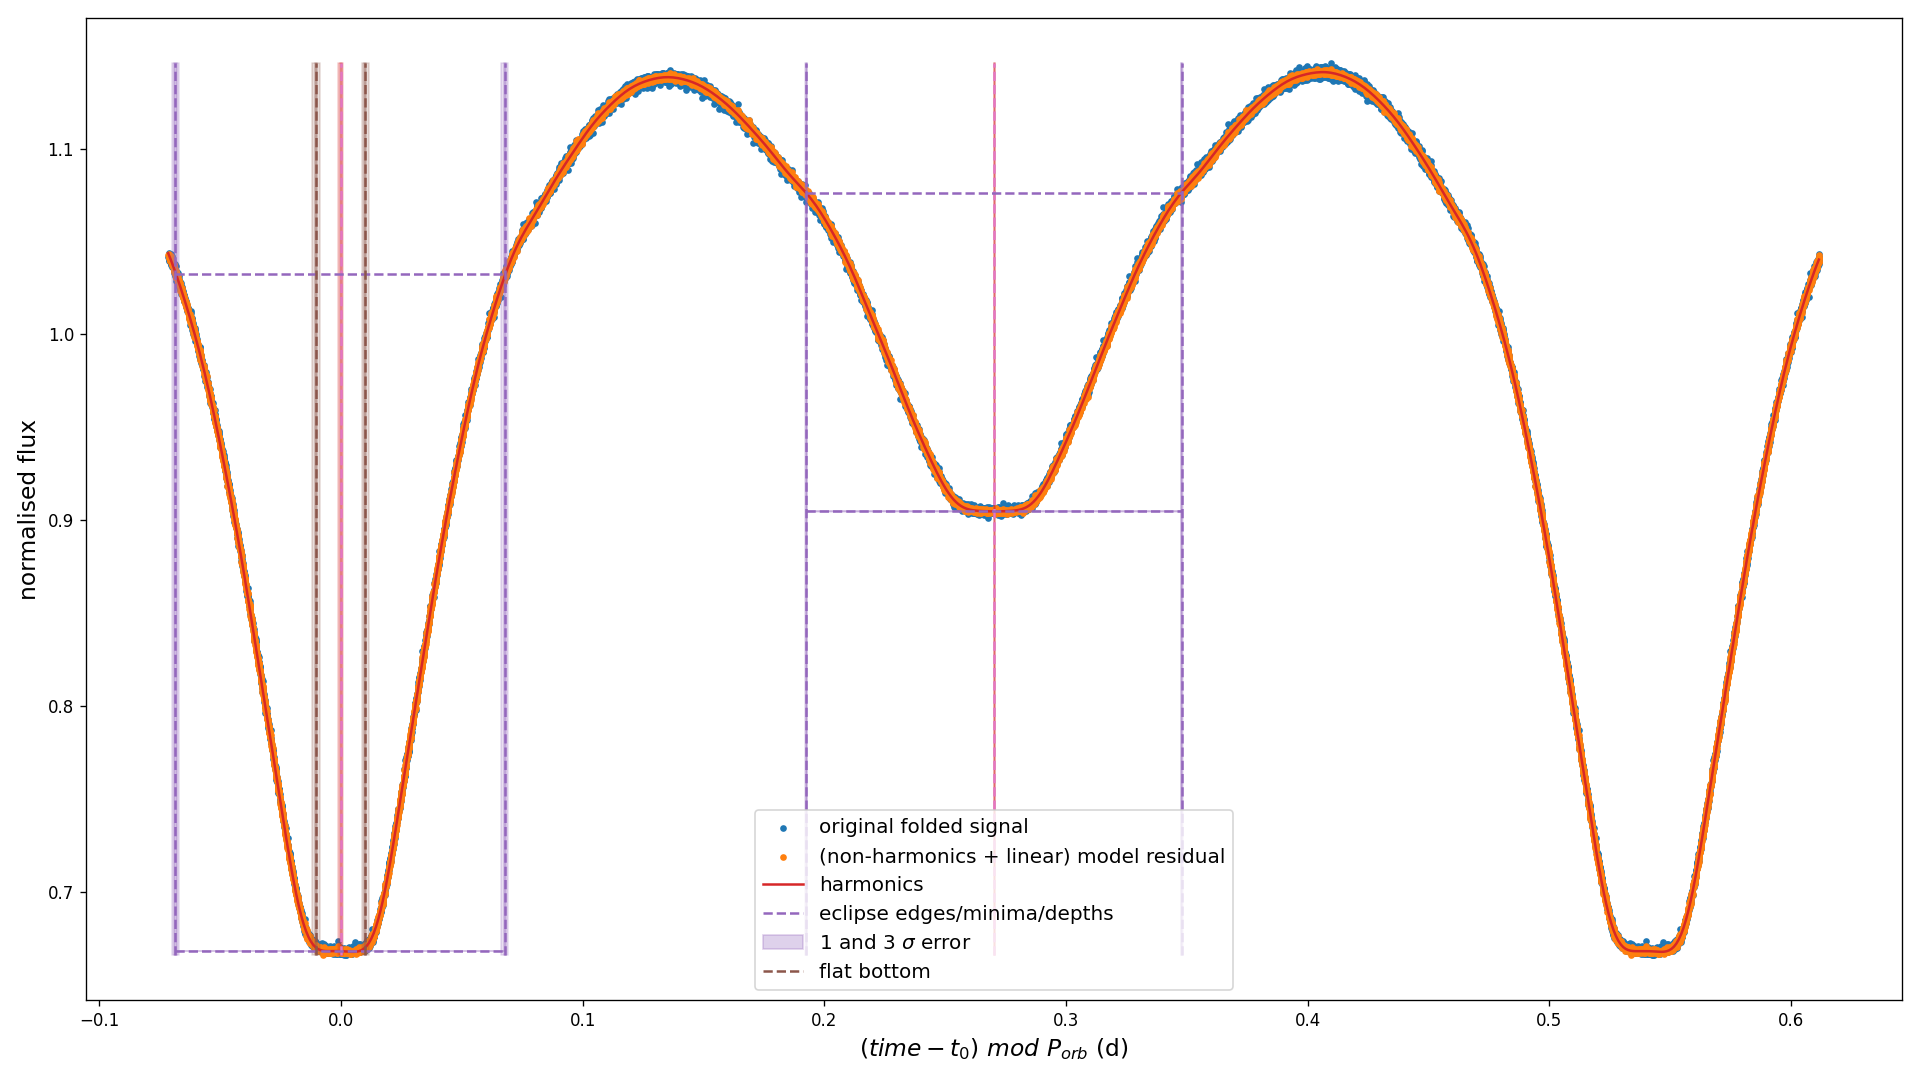 normalised flux
1.1
1.0
0.9
0.8
0.7
−0.1
0.0
0.1
0.2
0.3
0.4
0.5
0.6
(time − t₀) mod Pₒᵣb (d)
original folded signal
(non-harmonics + linear) model residual
harmonics
eclipse edges/minima/depths
1 and 3 σ error
flat bottom